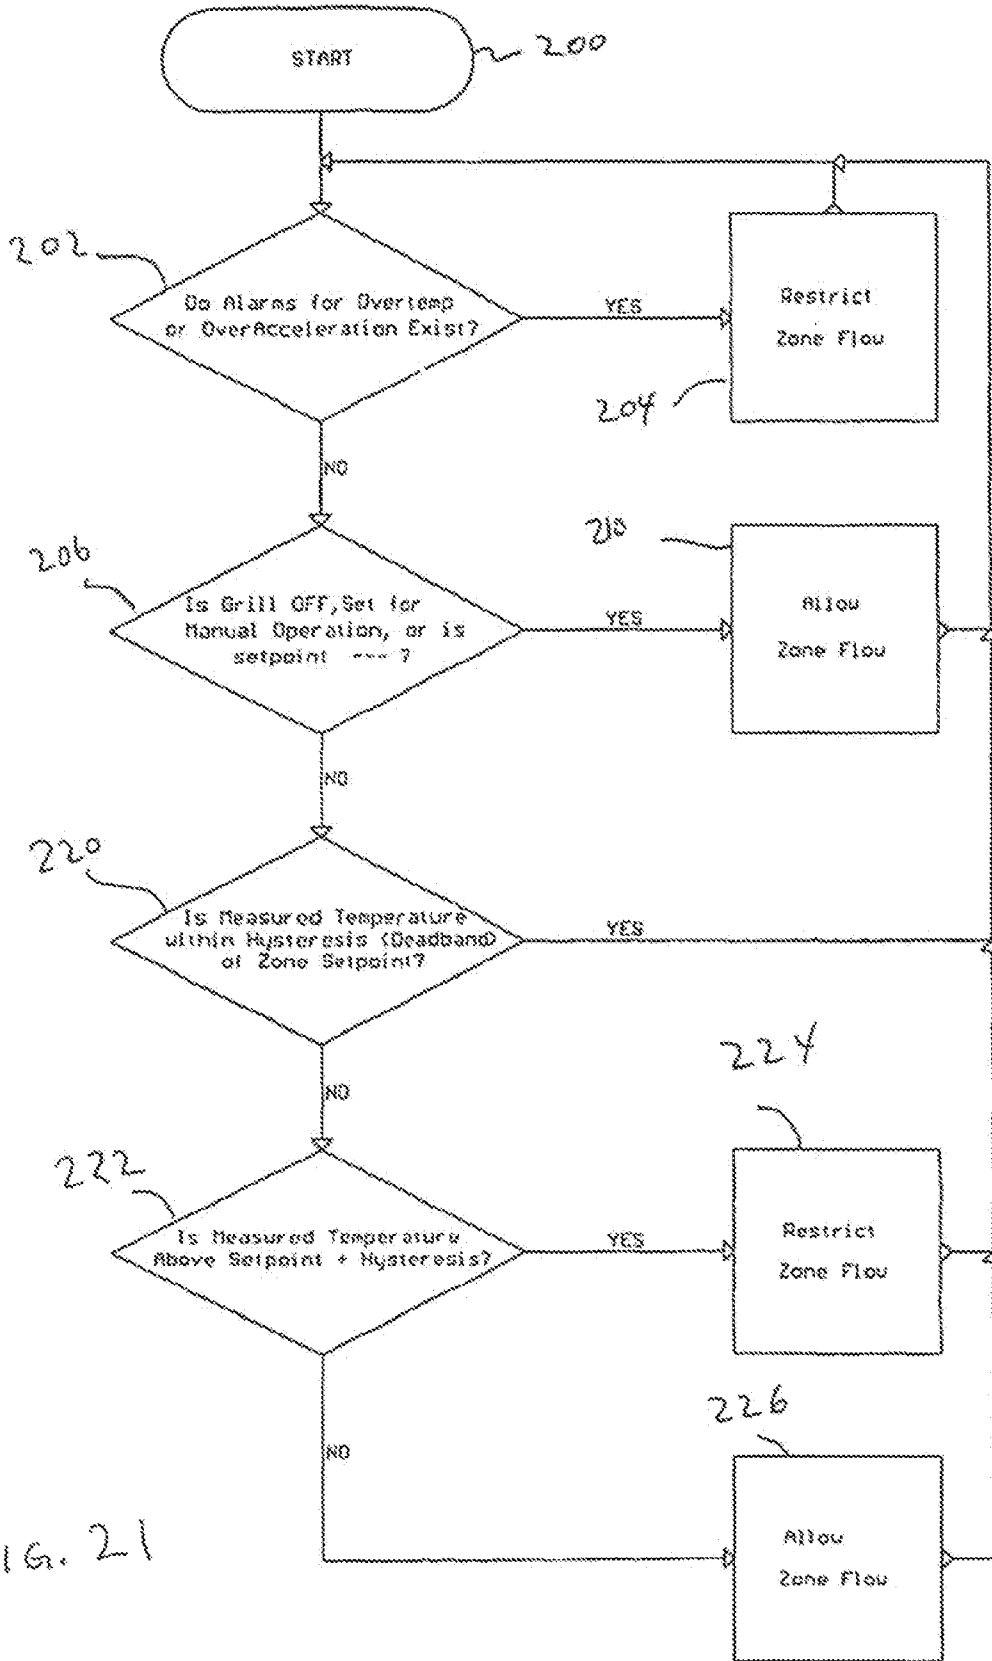 START
200
202
Do Alarms for Overtemp
or OverAcceleration Exist?
YES
Restrict
Zone Flow
204
NO
206
Is Grill OFF, Set for
Manual Operation, or is
setpoint --- ?
YES
210
Allow
Zone Flow
NO
220
Is Measured Temperature
within Hysteresis (Deadband)
of Zone Setpoint?
YES
NO
222
Is Measured Temperature
Above Setpoint + Hysteresis?
YES
224
Restrict
Zone Flow
NO
226
Allow
Zone Flow
IG. 21